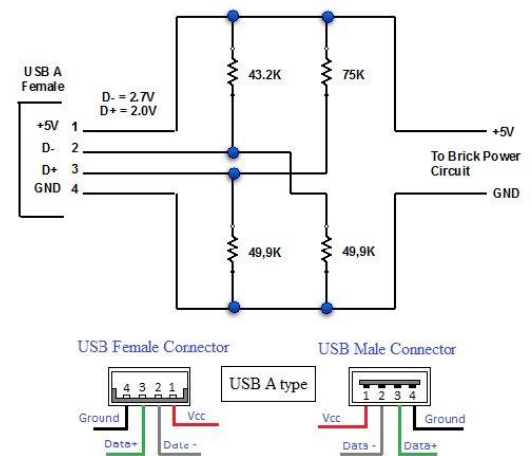 USB A
Female
D- = 2.7V
D+ = 2.0V
+5V 1
D- 2
D+ 3
GND 4
43.2K
75K
49,9K
49,9K
+5V
To Brick Power
Circuit
GND
USB Female Connector
USB Male Connector
USB A type
4 3 2 1
1 2 3 4
Ground
Vcc
Data+
Data -
Vcc
Ground
Data -
Data+